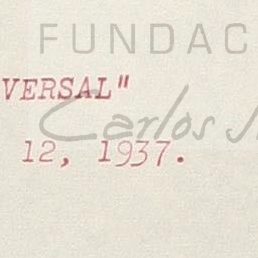 FUNDAC
VERSAL"
Carlos
12, 1937.